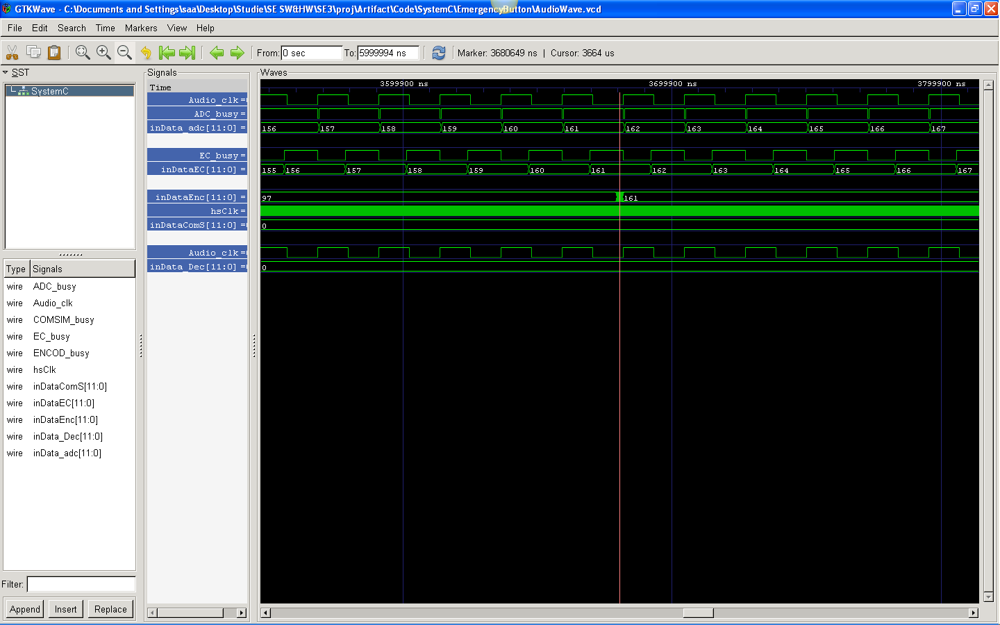 GTKWave - C:\Documents and Settings\saa\Desktop\Studie\SE SW&HW\SE3\proj\Artifact\Code\SystemC\EmergencyButton\AudioWave.vcd
File Edit Search Time Markers View Help
From: 0 sec To: 5999994 ns Marker: 3680649 ns | Cursor: 3664 us
SST
SystemC
Type Signals
wire ADC_busy
wire Audio_clk
wire COMSIM_busy
wire EC_busy
wire ENCOD_busy
wire hsClk
wire inDataComS[11:0]
wire inDataEC[11:0]
wire inDataEnc[11:0]
wire inData_Dec[11:0]
wire inData_adc[11:0]
Filter:
Append Insert Replace
Signals
Time
Audio_clk =
ADC_busy =
inData_adc[11:0] =
EC_busy =
inDataEC[11:0] =
inDataEnc[11:0] =
hsClk =
inDataComS[11:0] =
Audio_clk =
inData_Dec[11:0] =
Waves
3599900 ns 3699900 ns 3799900 ns
156 157 158 159 160 161 162 163 164 165 166 167
155 156 157 158 159 160 161 162 163 164 165 166 167
97 161
0
0